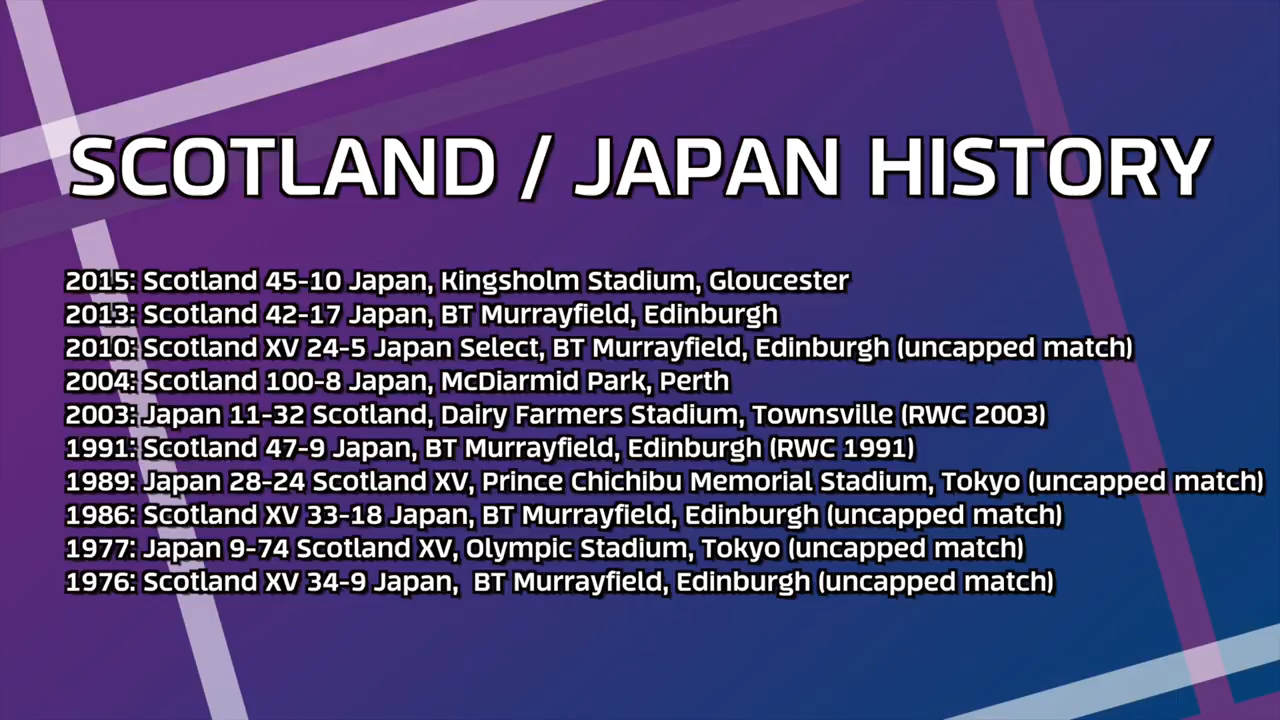 SCOTLAND / JAPAN HISTORY
2015: Scotland 45-10 Japan, Kingsholm Stadium, Gloucester
2013: Scotland 42-17 Japan, BT Murrayfield, Edinburgh
2010: Scotland XV 24-5 Japan Select, BT Murrayfield, Edinburgh (uncapped match)
2004: Scotland 100-8 Japan, McDiarmid Park, Perth
2003: Japan 11-32 Scotland, Dairy Farmers Stadium, Townsville (RWC 2003)
1991: Scotland 47-9 Japan, BT Murrayfield, Edinburgh (RWC 1991)
1989: Japan 28-24 Scotland XV, Prince Chichibu Memorial Stadium, Tokyo (uncapped match)
1986: Scotland XV 33-18 Japan, BT Murrayfield, Edinburgh (uncapped match)
1977: Japan 9-74 Scotland XV, Olympic Stadium, Tokyo (uncapped match)
1976: Scotland XV 34-9 Japan, BT Murrayfield, Edinburgh (uncapped match)